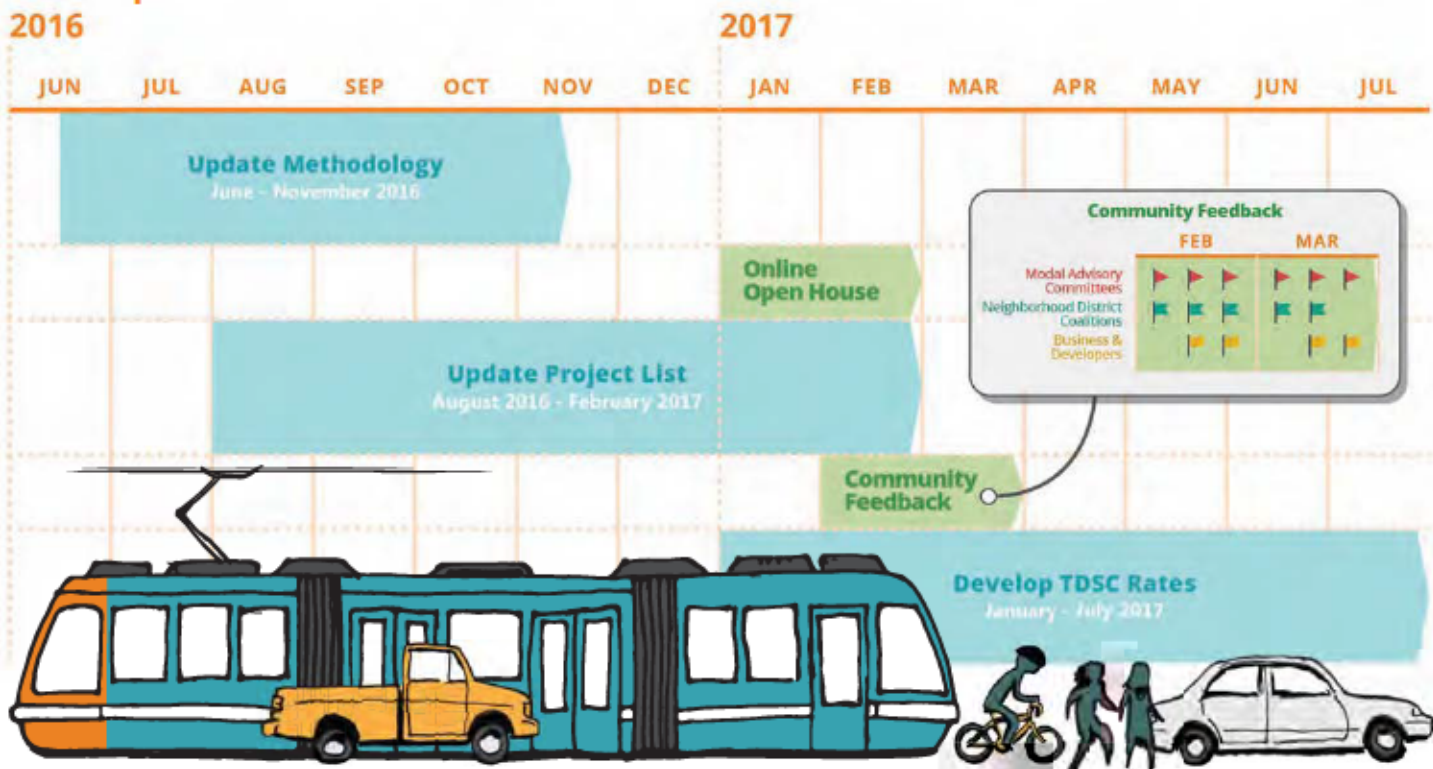 2016 2017
JUN JUL AUG SEP OCT NOV DEC JAN FEB MAR APR MAY JUN JUL
Update Methodology
June - November 2016
Community Feedback
FEB MAR
Modal Advisory
Committees
Neighborhood District
Coalitions
Business &
Developers
Online
Open House
Update Project List
August 2016 - February 2017
Community
Feedback
Develop TDSC Rates
January - July 2017